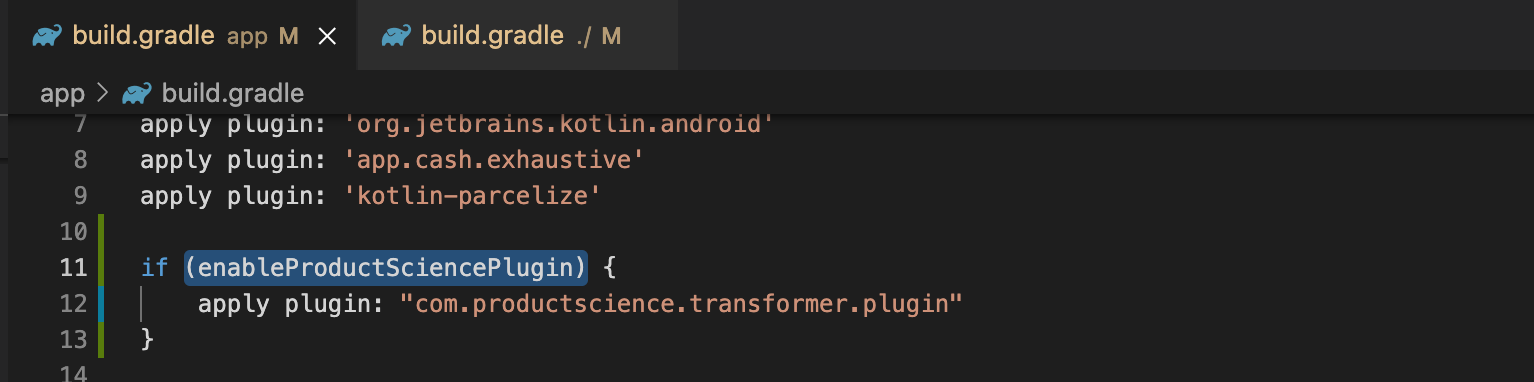 build.gradle app M × build.gradle ./ M
app > build.gradle
7 apply plugin: 'org.jetbrains.kotlin.android'
8 apply plugin: 'app.cash.exhaustive'
9 apply plugin: 'kotlin-parcelize'
10
11 if (enableProductSciencePlugin) {
12 apply plugin: "com.productscience.transformer.plugin"
13 }
14